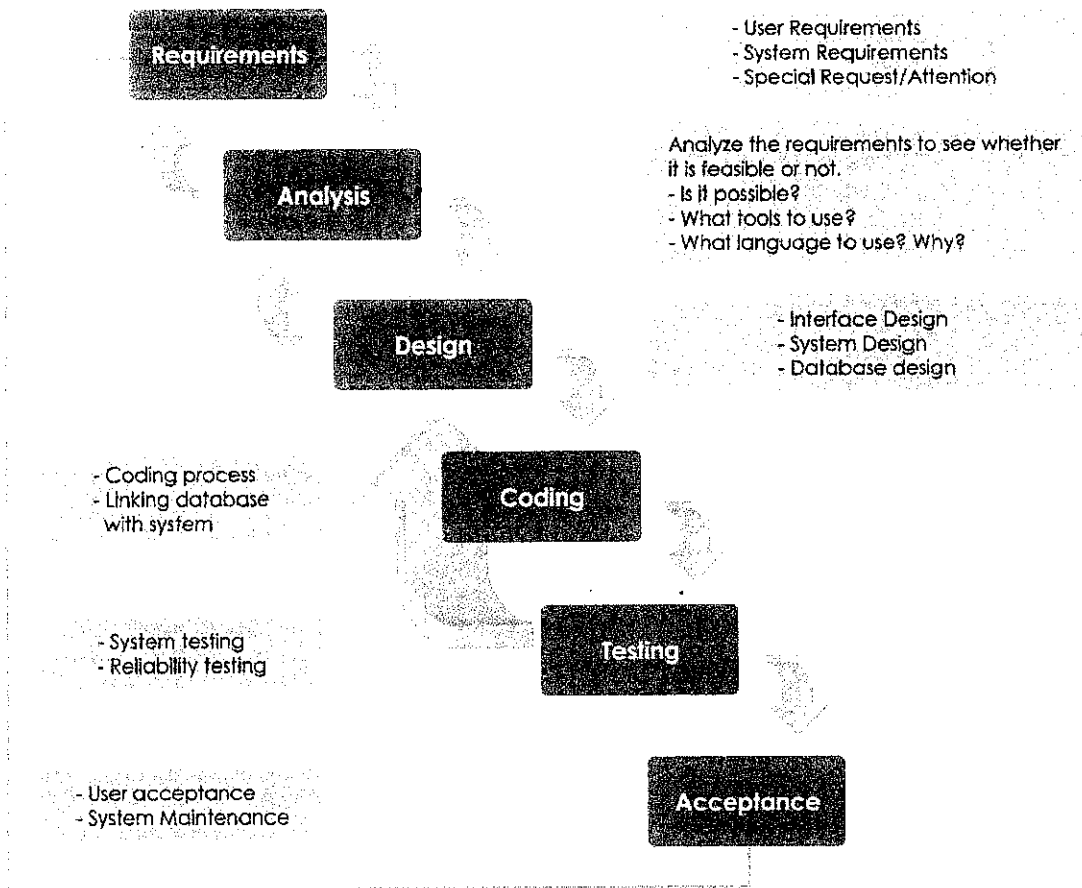 Requirements
- User Requirements
- System Requirements
- Special Request/Attention
Analysis
Analyze the requirements to see whether
it is feasible or not.
- Is it possible?
- What tools to use?
- What language to use? Why?
Design
- Interface Design
- System Design
- Database design
- Coding process
- Linking database
with system
Coding
- System testing
- Reliability testing
Testing
- User acceptance
- System Maintenance
Acceptance